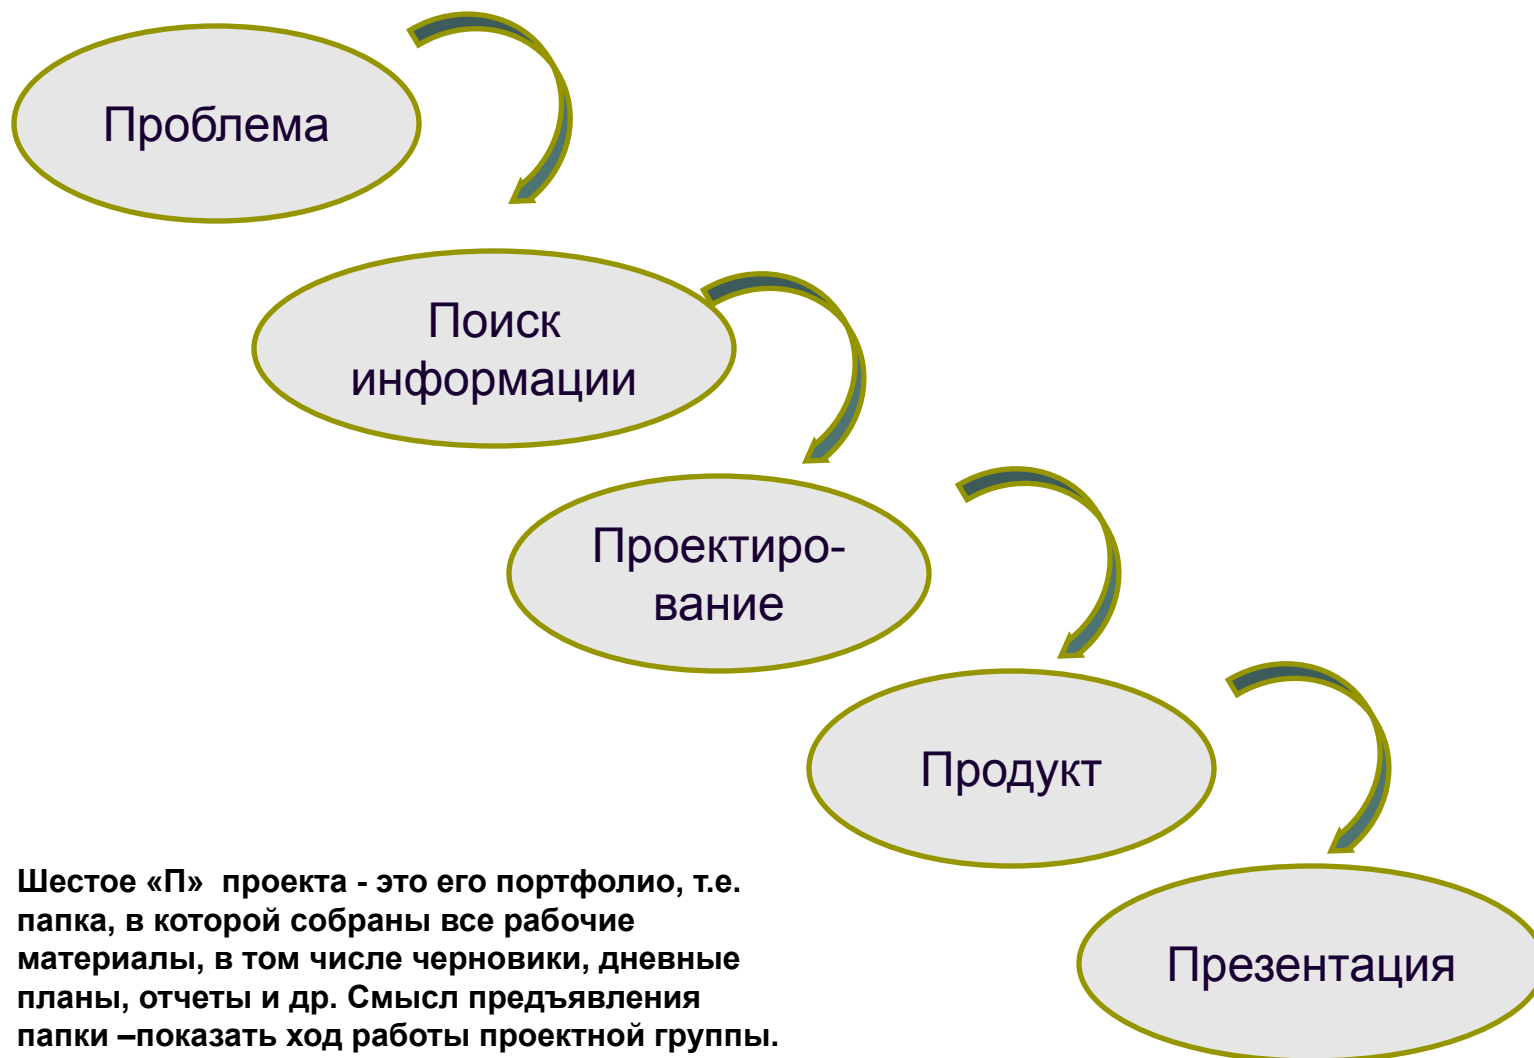 Проблема
Поиск
информации
Проектиро-
вание
Продукт
Презентация
Шестое «П»  проекта - это его портфолио, т.е.
папка, в которой собраны все рабочие
материалы, в том числе черновики, дневные
планы, отчеты и др. Смысл предъявления
папки –показать ход работы проектной группы.